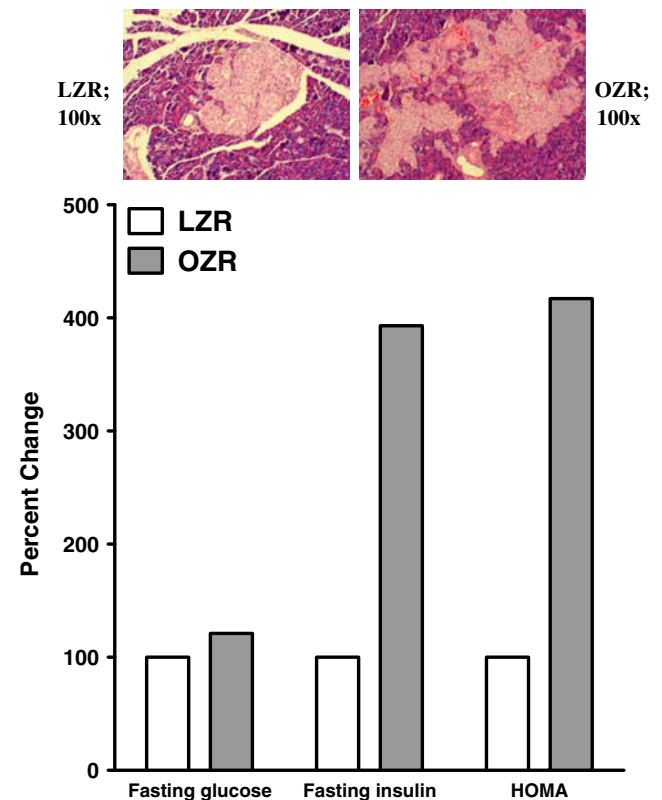 LZR;
100x
OZR;
100x
500
LZR
OZR
400
300
200
100
0
Percent Change
Fasting glucose
Fasting insulin
HOMA